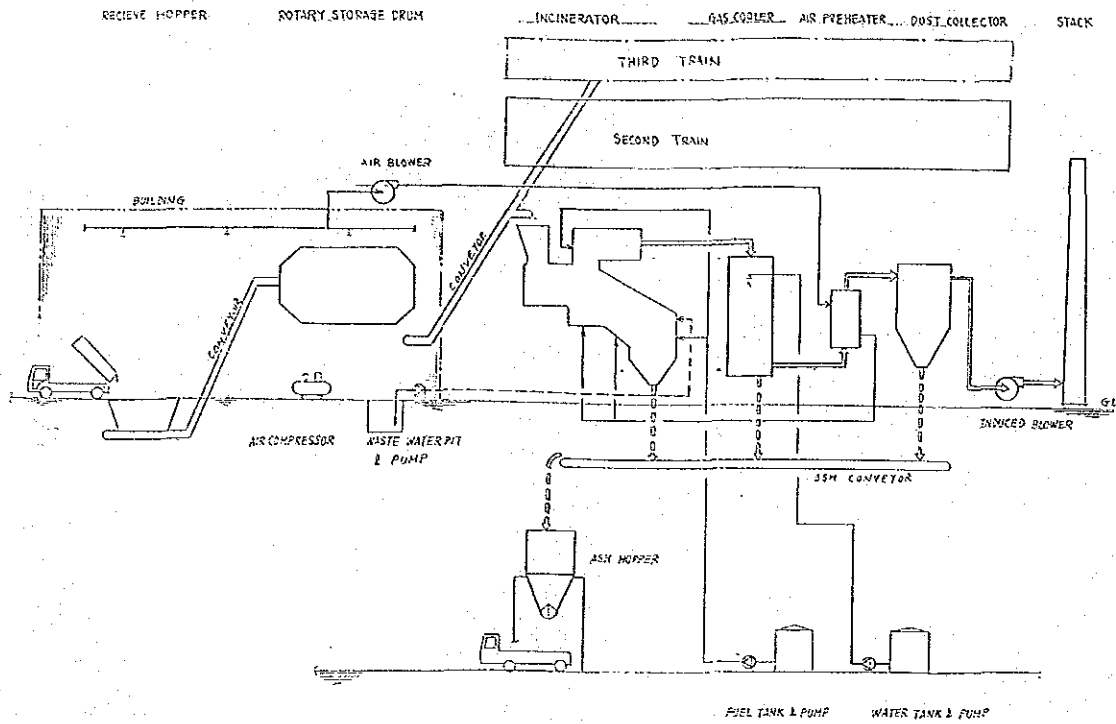 RECIEVE HOPPER
ROTARY STORAGE DRUM
INCINERATOR
GAS COOLER
AIR PREHEATER
DUST COLLECTOR
STACK
THIRD TRAIN
SECOND TRAIN
AIR BLOWER
BUILDING
CONVEYOR
CONVEYOR
GL
INDUCED BLOWER
AIR COMPRESSOR
WASTE WATER PIT
& PUMP
ASH CONVEYOR
ASH HOPPER
FUEL TANK & PUMP
WATER TANK & PUMP